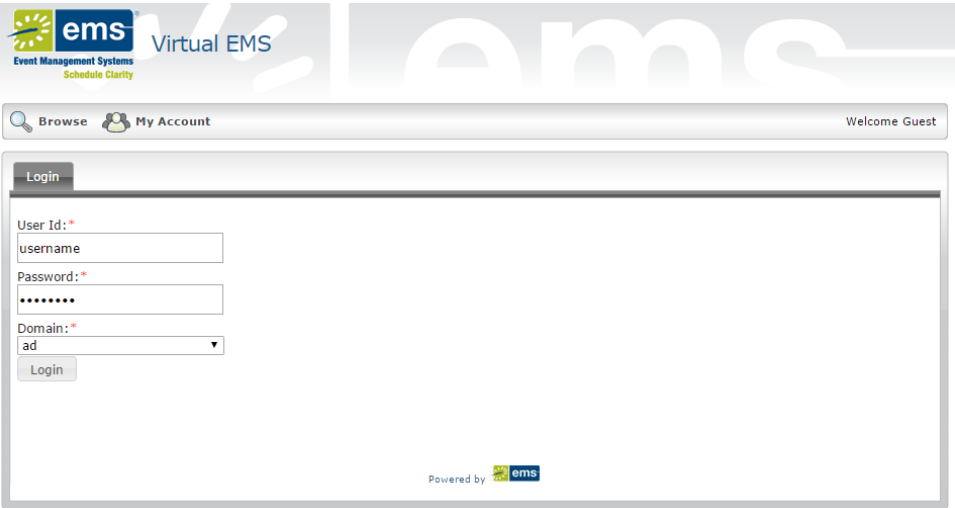 ems
Event Management Systems
Schedule Clarity
Virtual EMS
ems
Browse
My Account
Welcome Guest
Login
User Id:*
username
Password:*
••••••••
Domain:*
ad
Login
Powered by ems